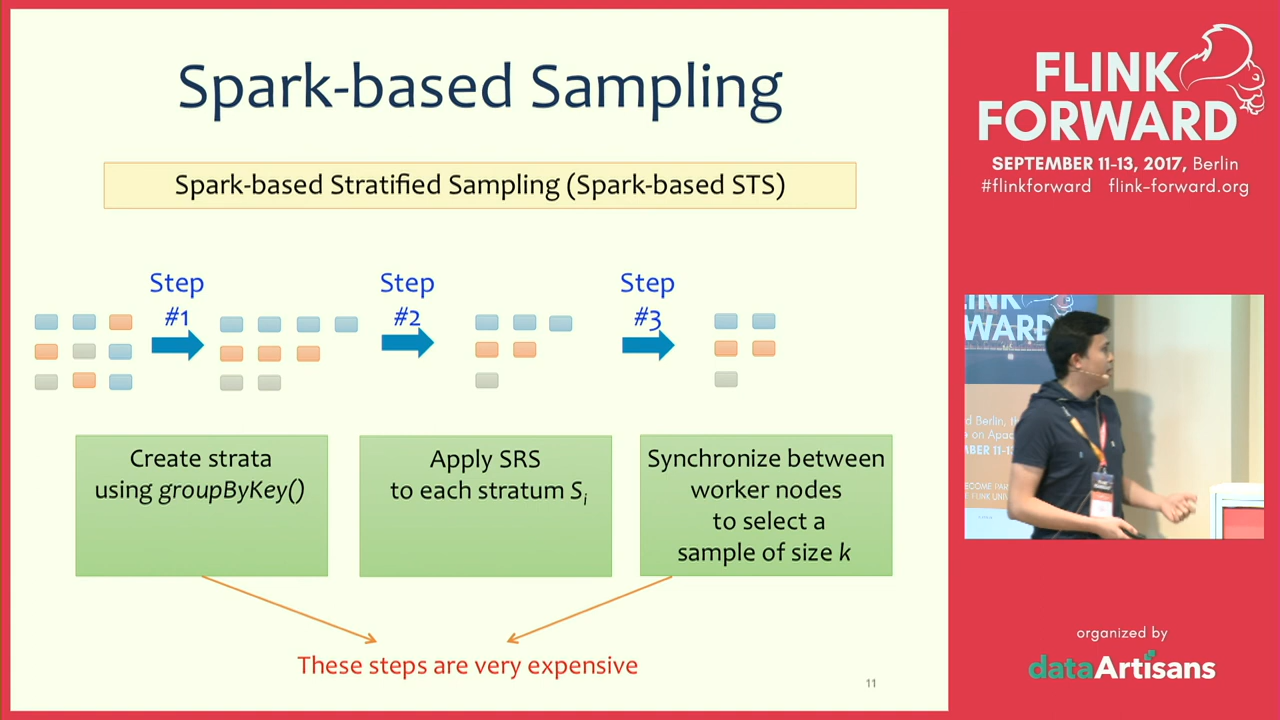 Spark-based Sampling
Spark-based Stratified Sampling (Spark-based STS)
Step
#1
Step
#2
Step
#3
Create strata
using groupByKey()
Apply SRS
to each stratum Si
Synchronize between
worker nodes
to select a
sample of size k
These steps are very expensive
11
FLINK
FORWARD
SEPTEMBER 11-13, 2017, Berlin
#flinkforward flink-forward.org
WARD
organized by
dataArtisans